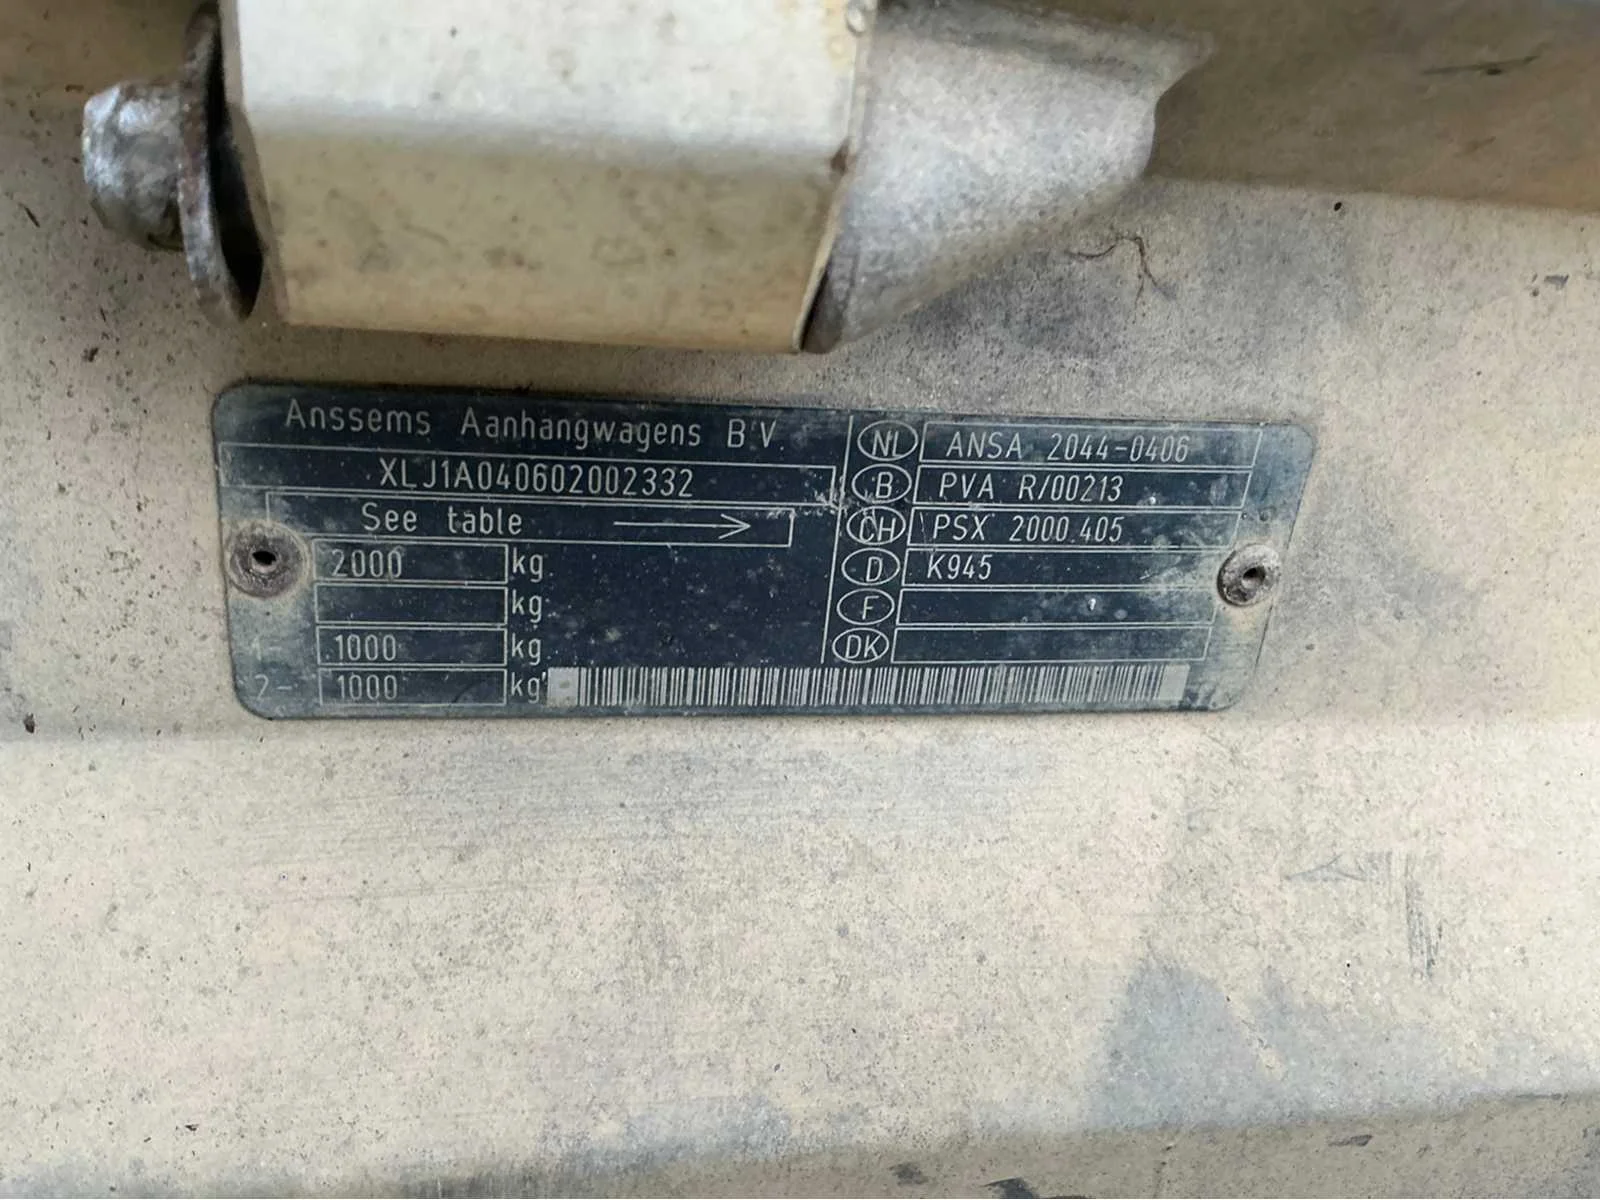 Anssems Aanhangwagens B.V.
XLJ1A040602002332
See table
2000 kg
kg
1- 1000 kg
2- 1000 kg
NL ANSA 2044-0406
B PVA R/00213
CH PSX 2000.405
D K945
F
DK